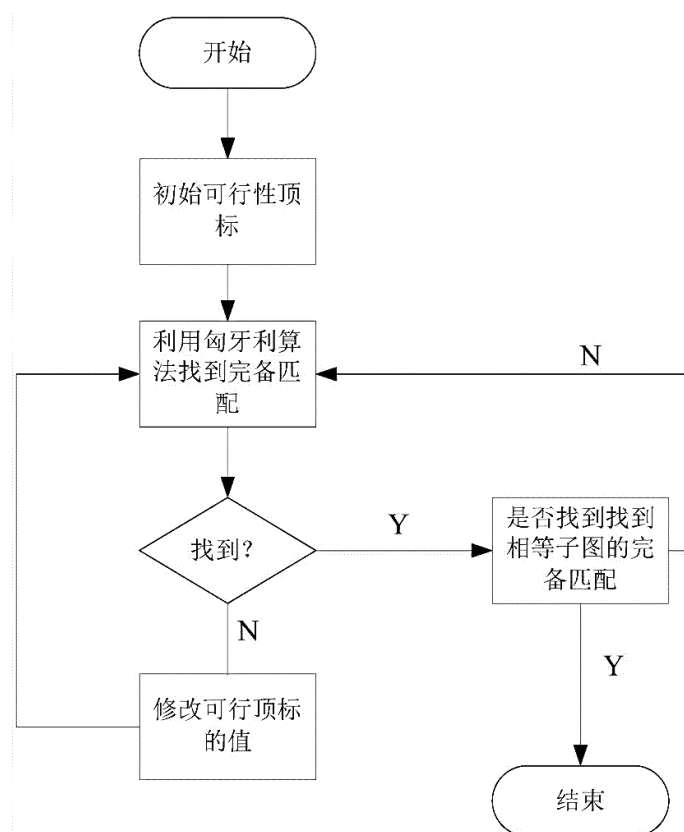 开始
初始可行性顶
标
利用匈牙利算
法找到完备匹
配
N
找到？
Y
是否找到找到
相等子图的完
备匹配
N
Y
修改可行顶标
的值
结束